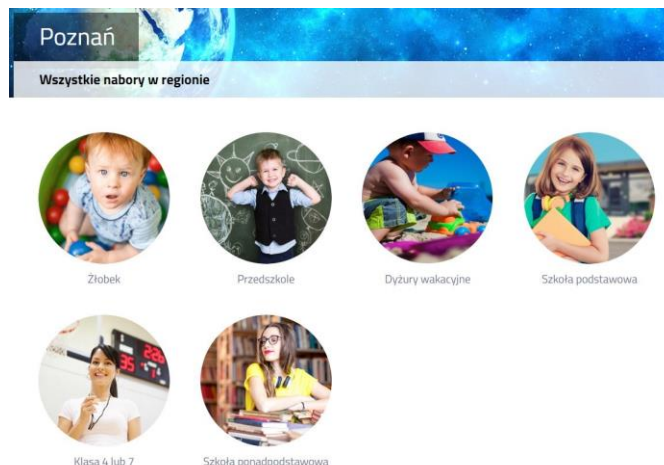 Poznań
Wszystkie nabory w regionie
Żłobek
Przedszkole
Dyżury wakacyjne
Szkoła podstawowa
Klasa 4 lub 7
Szkoła ponadpodstawowa